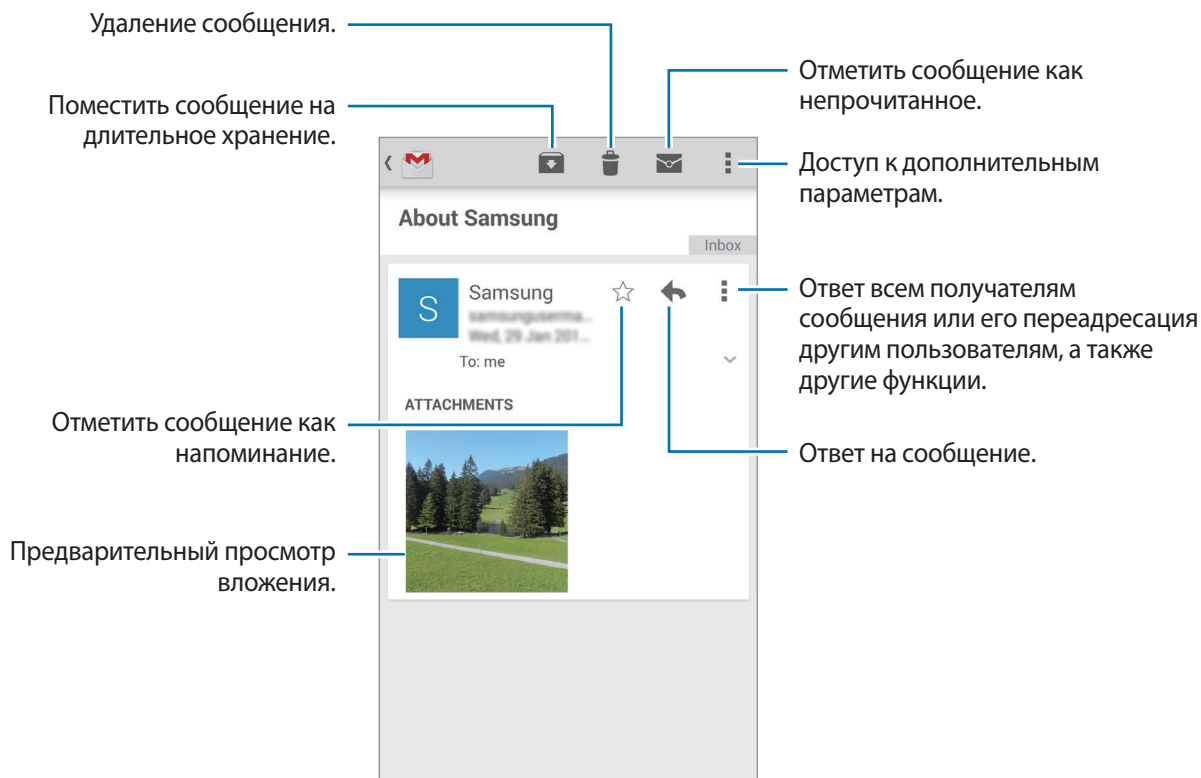 Удаление сообщения.
Поместить сообщение на
длительное хранение.
Отметить сообщение как
непрочитанное.
Доступ к дополнительным
параметрам.
About Samsung
Inbox
S
Samsung
To: me
ATTACHMENTS
Ответ всем получателям
сообщения или его переадресация
другим пользователям, а также
другие функции.
Отметить сообщение как
напоминание.
Ответ на сообщение.
Предварительный просмотр
вложения.